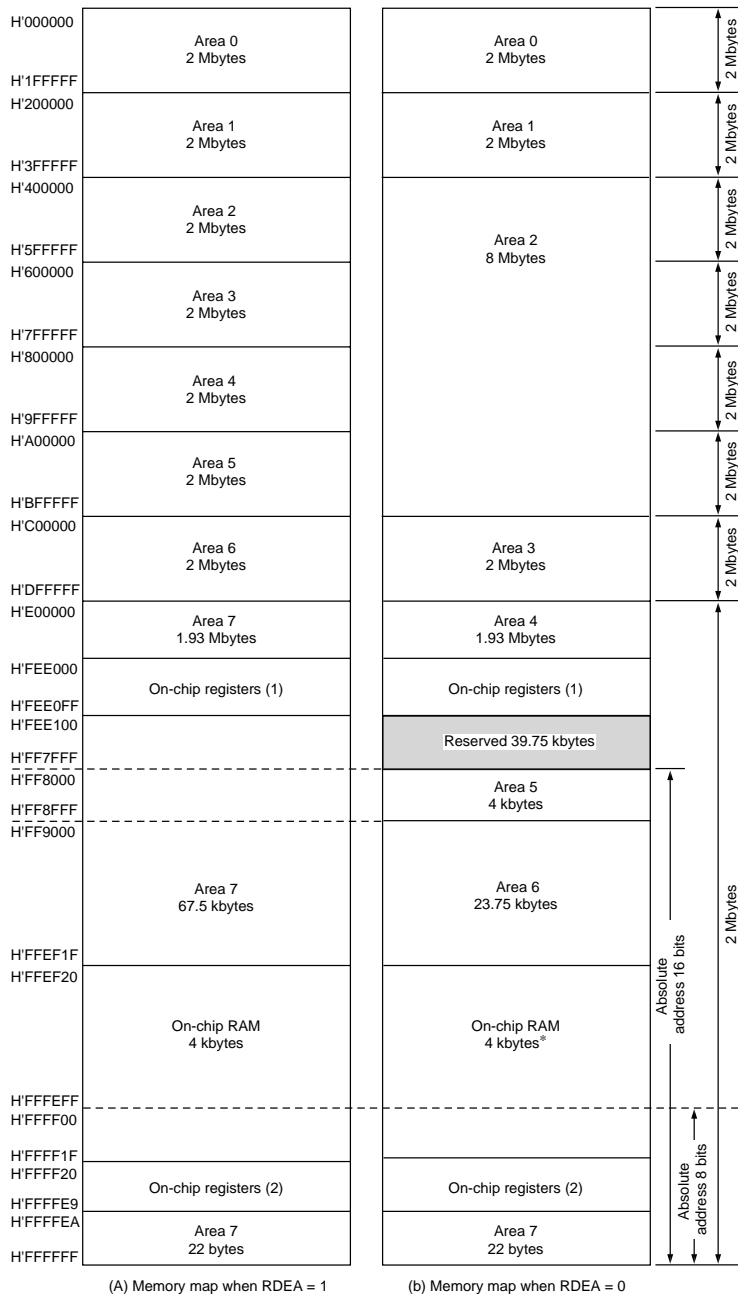 H'000000
H'1FFFFF
H'200000
H'3FFFFF
H'400000
H'5FFFFF
H'600000
H'7FFFFF
H'800000
H'9FFFFF
H'A00000
H'BFFFFF
H'C00000
H'DFFFFF
H'E00000
H'FEE000
H'FEE0FF
H'FEE100
H'FF7FFF
H'FF8000
H'FF8FFF
H'FF9000
H'FFEF1F
H'FFEF20
H'FFFEFF
H'FFFF00
H'FFFF1F
H'FFFF20
H'FFFFE9
H'FFFFEA
H'FFFFFF
Area 0
2 Mbytes
Area 1
2 Mbytes
Area 2
2 Mbytes
Area 3
2 Mbytes
Area 4
2 Mbytes
Area 5
2 Mbytes
Area 6
2 Mbytes
Area 7
1.93 Mbytes
On-chip registers (1)
Area 7
67.5 kbytes
On-chip RAM
4 kbytes
On-chip registers (2)
Area 7
22 bytes
(A) Memory map when RDEA = 1
Area 0
2 Mbytes
Area 1
2 Mbytes
Area 2
8 Mbytes
Area 3
2 Mbytes
Area 4
1.93 Mbytes
On-chip registers (1)
Reserved 39.75 kbytes
Area 5
4 kbytes
Area 6
23.75 kbytes
On-chip RAM
4 kbytes*
On-chip registers (2)
Area 7
22 bytes
(b) Memory map when RDEA = 0
2 Mbytes
2 Mbytes
2 Mbytes
2 Mbytes
2 Mbytes
2 Mbytes
2 Mbytes
2 Mbytes
Absolute
address 16 bits
Absolute
address 8 bits